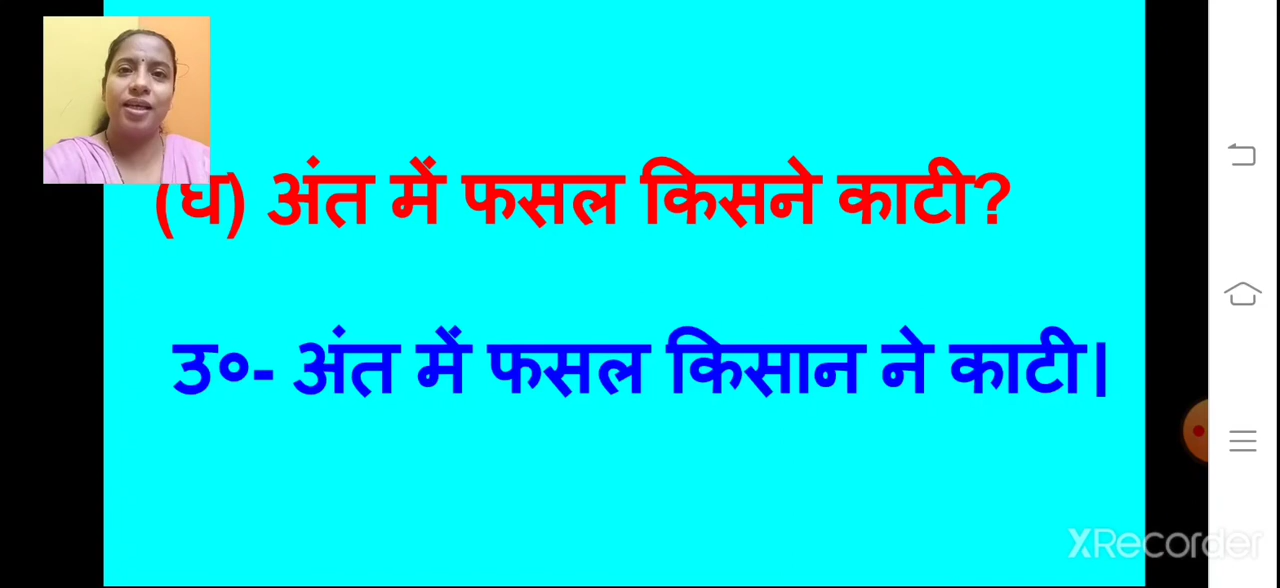 (घ) अंत में फसल किसने काटी?
उ०- अंत में फसल किसान ने काटी।
XRecorder